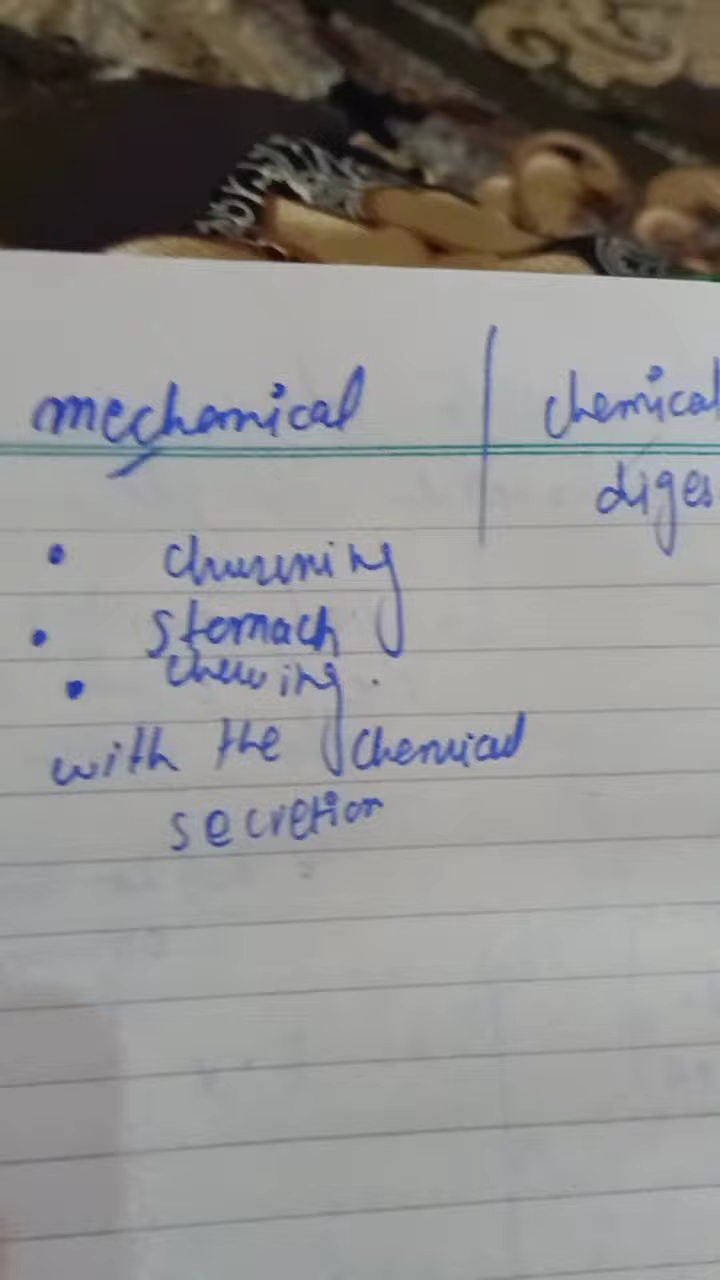 mechanical
chemical
diges
• churning
• stomach
• chewing.
with the chemical
secretion